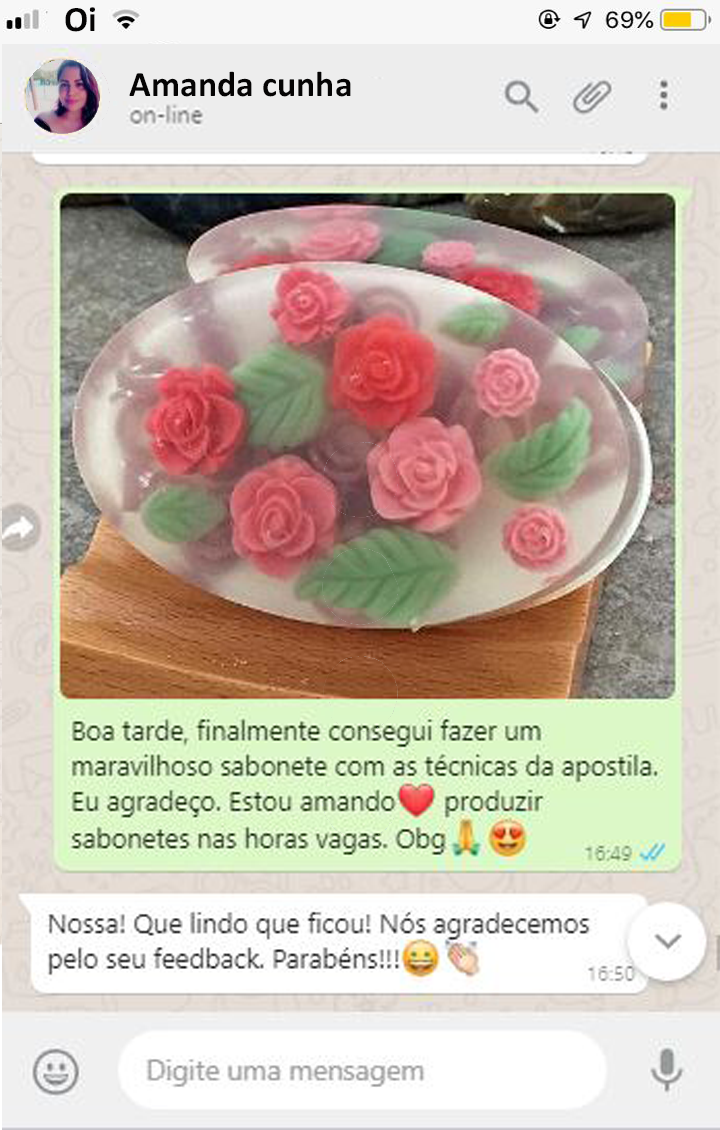 Oi 69%
Amanda cunha
on-line
Boa tarde, finalmente consegui fazer um
maravilhoso sabonete com as técnicas da apostila.
Eu agradeço. Estou amando❤️ produzir
sabonetes nas horas vagas. Obg🙏😍
16:49
Nossa! Que lindo que ficou! Nós agradecemos
pelo seu feedback. Parabéns!!!😀👏🏻
16:50
Digite uma mensagem